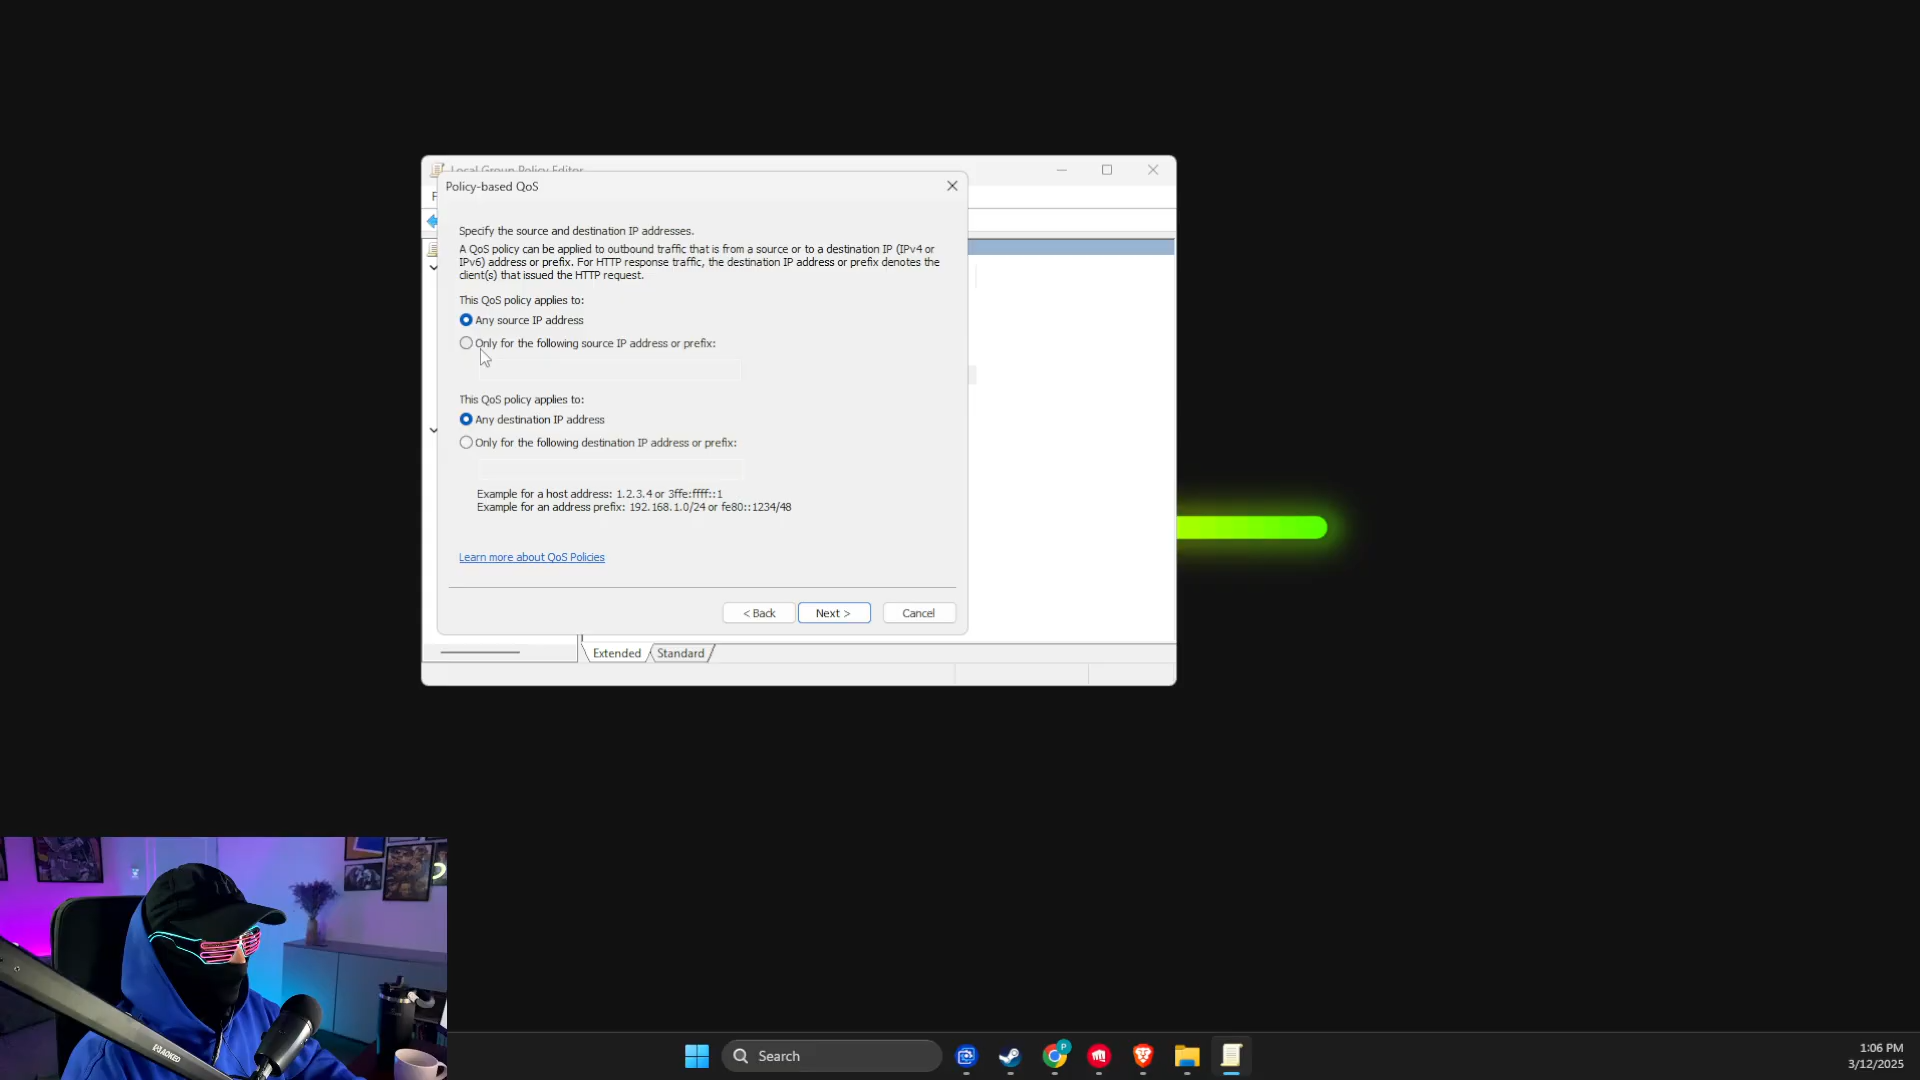 Local Group Policy Editor
Policy-based QoS
F
Specify the source and destination IP addresses.
A QoS policy can be applied to outbound traffic that is from a source or to a destination IP (IPv4 or
IPv6) address or prefix. For HTTP response traffic, the destination IP address or prefix denotes the
client(s) that issued the HTTP request.
This QoS policy applies to:
Any source IP address
Only for the following source IP address or prefix:
This QoS policy applies to:
Any destination IP address
Only for the following destination IP address or prefix:
Example for a host address: 1.2.3.4 or 3ffe:ffff::1
Example for an address prefix: 192.168.1.0/24 or fe80::1234/48
Learn more about QoS Policies
< Back
Next >
Cancel
Extended
Standard
Search
P
1:06 PM
3/12/2025